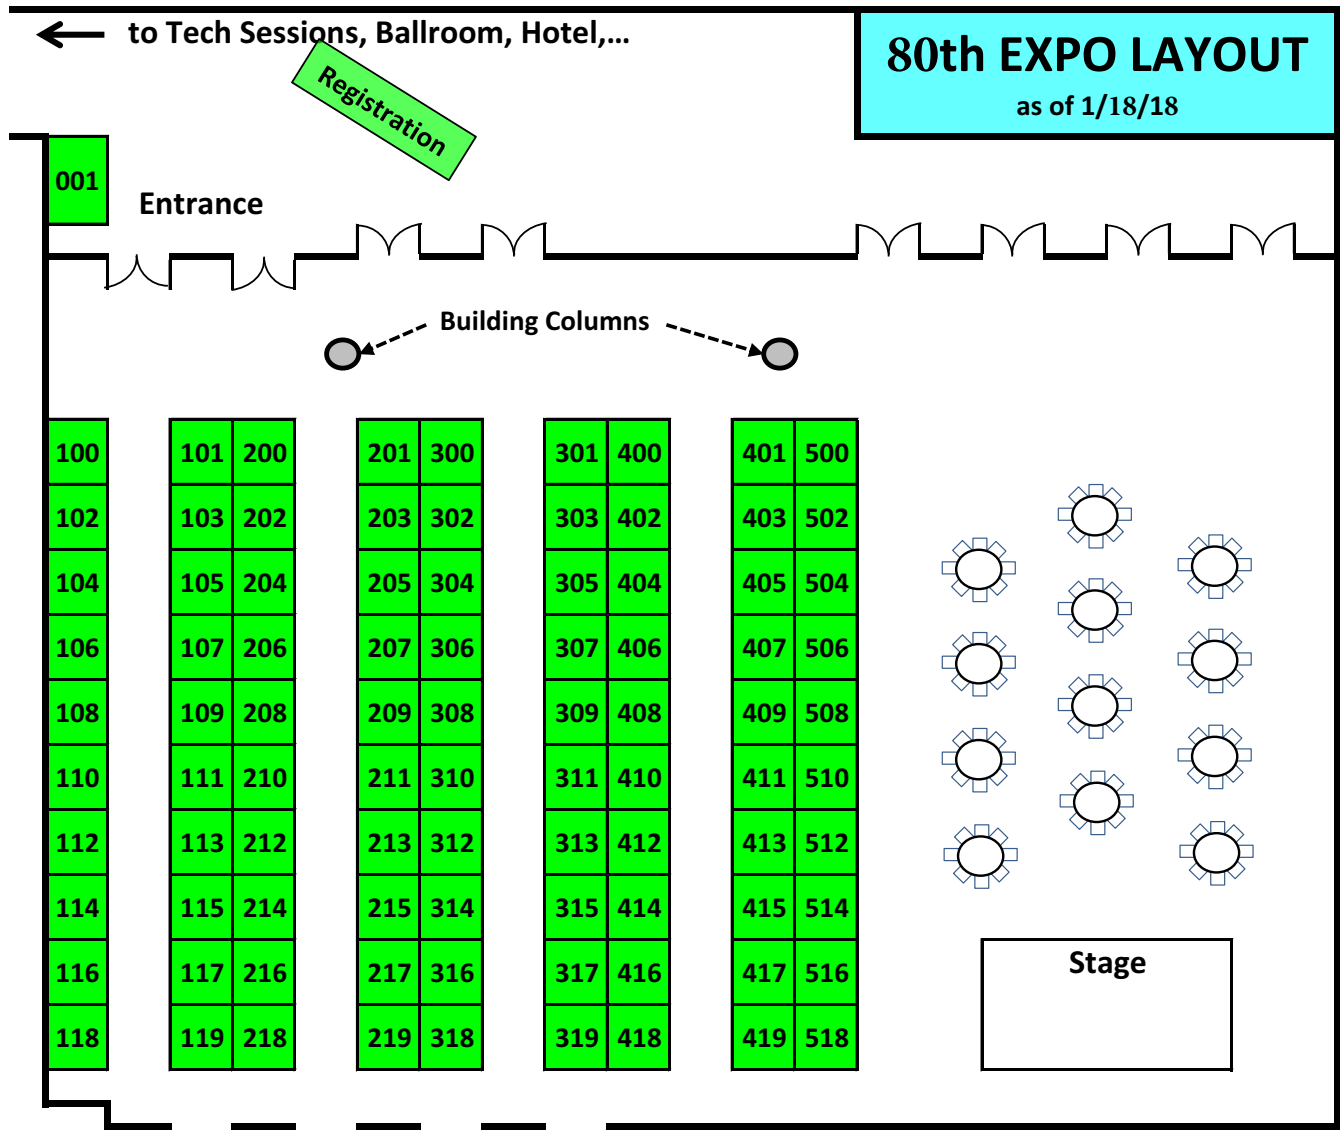 to Tech Sessions, Ballroom, Hotel,...
80th EXPO LAYOUT
as of 1/18/18
Registration
001
Entrance
Building Columns
100 101 200 201 300 301 400 401 500
102 103 202 203 302 303 402 403 502
104 105 204 205 304 305 404 405 504
106 107 206 207 306 307 406 407 506
108 109 208 209 308 309 408 409 508
110 111 210 211 310 311 410 411 510
112 113 212 213 312 313 412 413 512
114 115 214 215 314 315 414 415 514
116 117 216 217 316 317 416 417 516
Stage
118 119 218 219 318 319 418 419 518